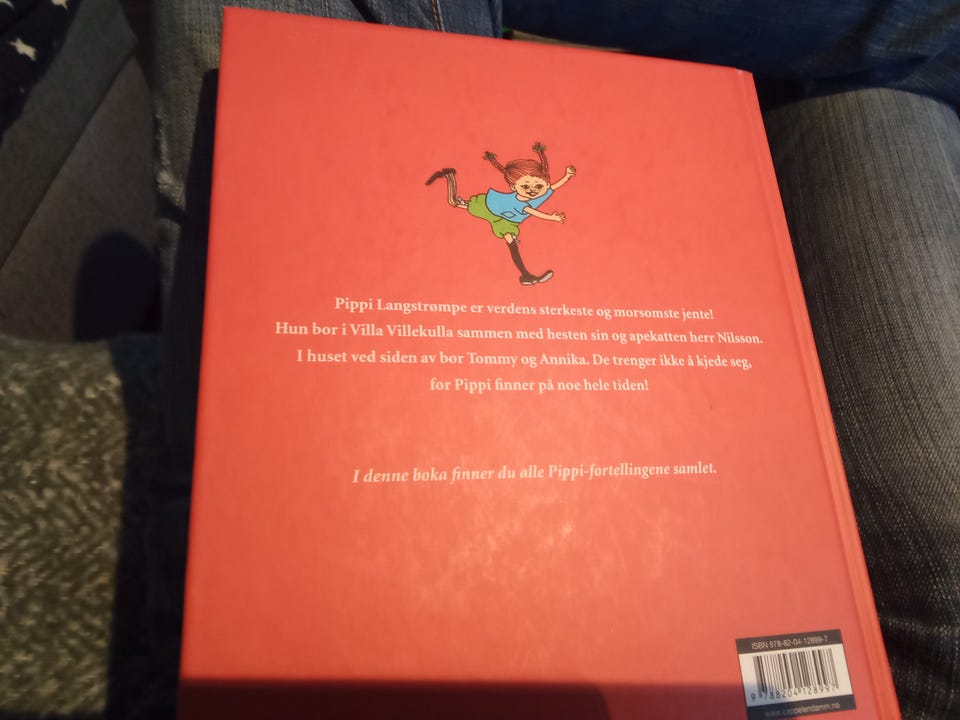 Pippi Langstrømpe er verdens sterkeste og morsomste jente!
Hun bor i Villa Villekulla sammen med hesten sin og apekatten herr Nilsson.
I huset ved siden av bor Tommy og Annika. De trenger ikke å kjede seg,
for Pippi finner på noe hele tiden!
I denne boka finner du alle Pippi-fortellingene samlet.
ISBN 978-82-04-12899-7
9 788204 128997
www.cappelendamm.no